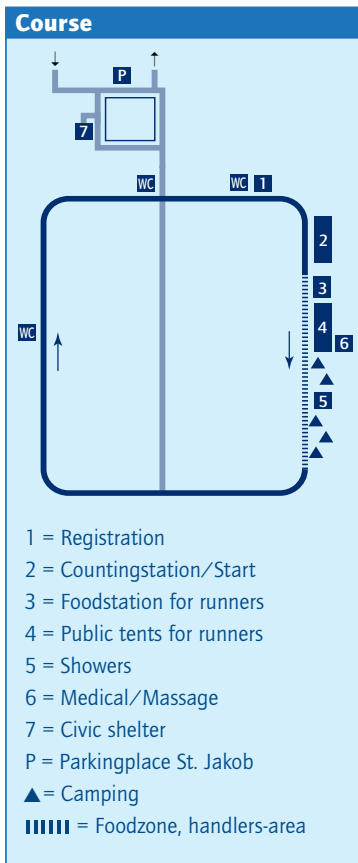 Course
P
7
WC
WC 1
2
3
4
WC
6
5
1 = Registration
2 = Countingstation/Start
3 = Foodstation for runners
4 = Public tents for runners
5 = Showers
6 = Medical/Massage
7 = Civic shelter
P = Parkingplace St. Jakob
▲ = Camping
= Foodzone, handlers-area